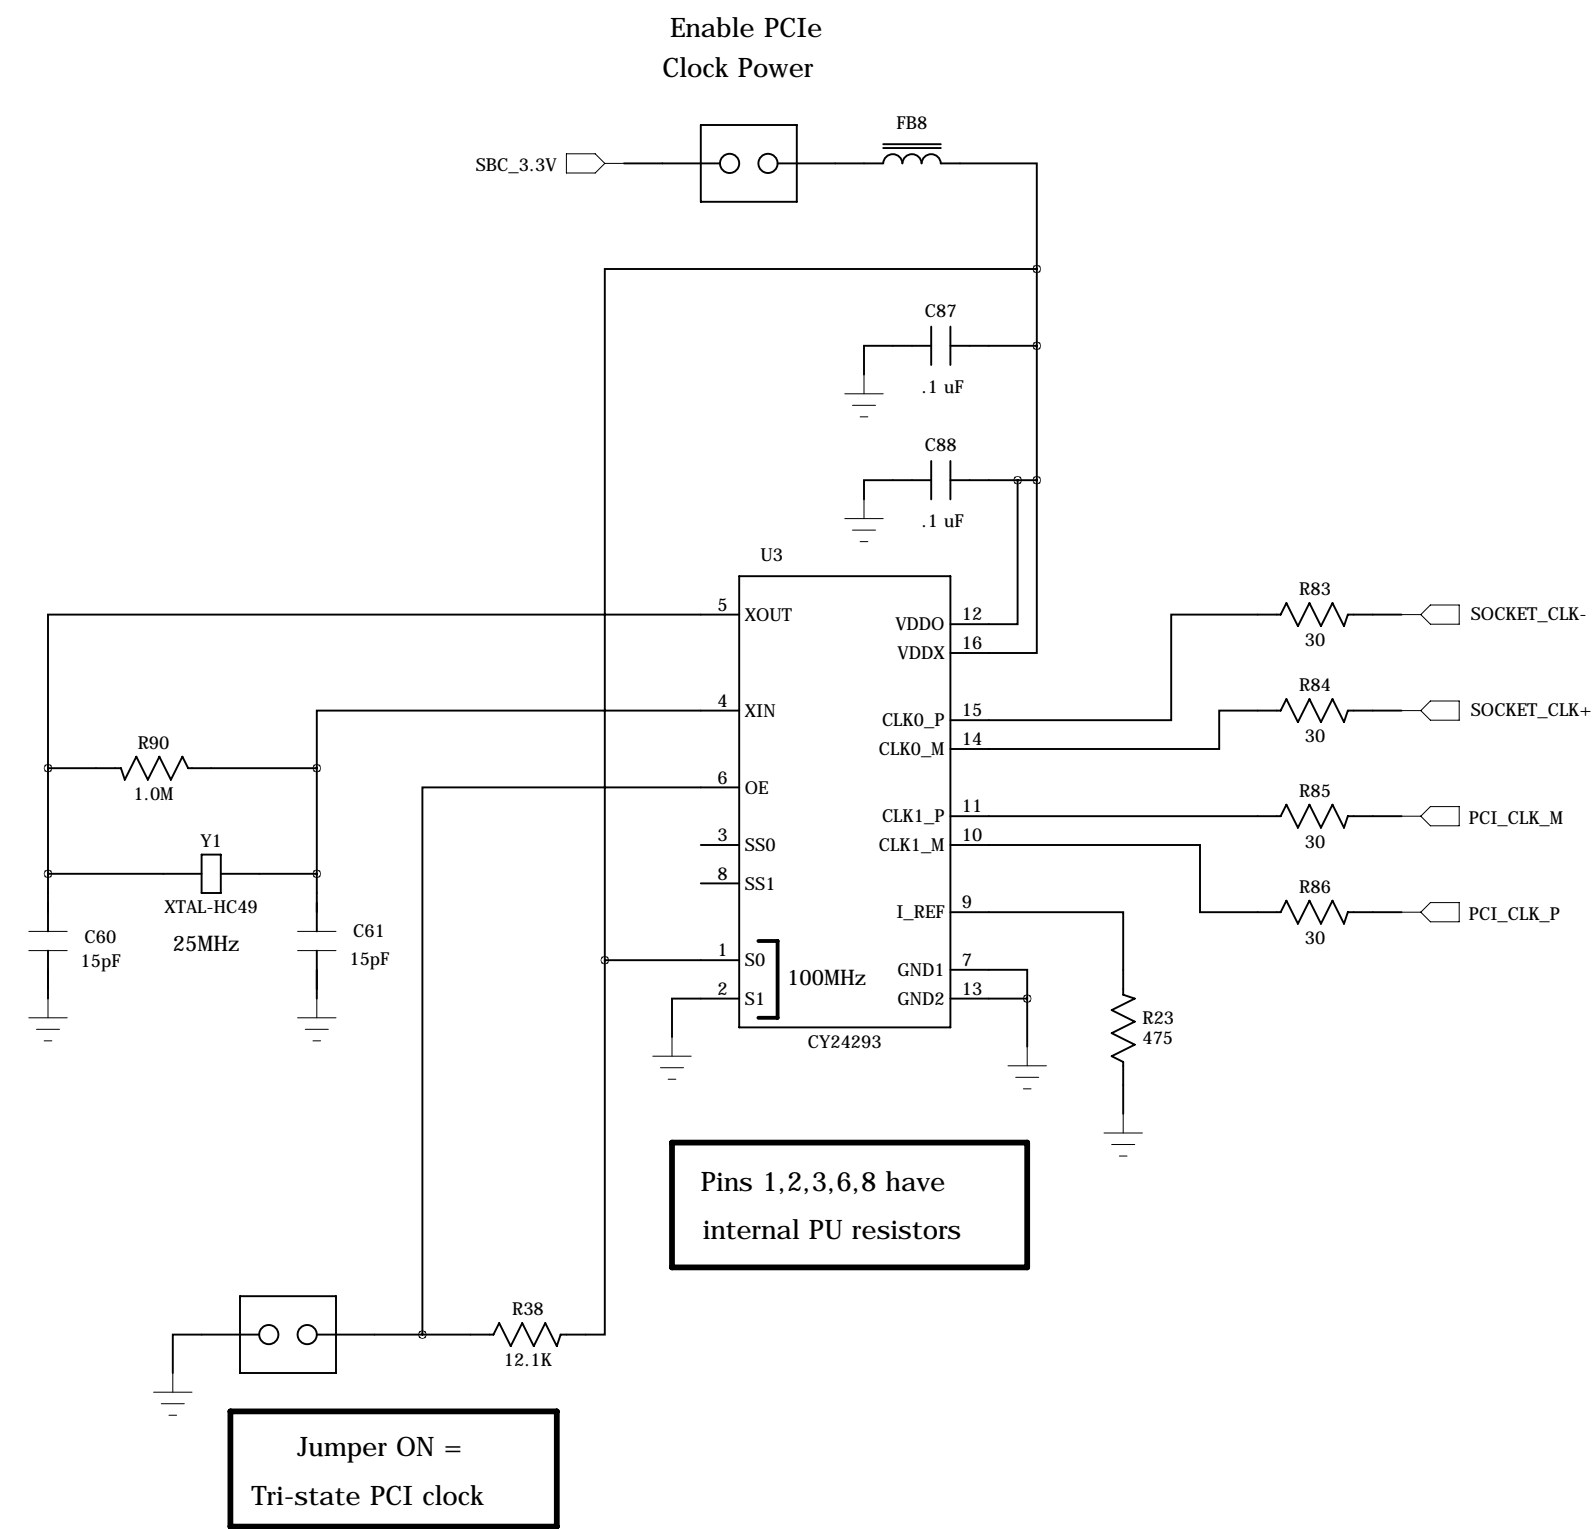 Enable PCIe
Clock Power
FB8
SBC_3.3V
C87
.1 uF
C88
.1 uF
U3
5
XOUT
VDDO
12
VDDX
16
R83
30
SOCKET_CLK-
4
XIN
CLK0_P
15
CLK0_M
14
R84
30
SOCKET_CLK+
R90
1.0M
6
OE
CLK1_P
11
CLK1_M
10
R85
30
PCI_CLK_M
3
SS0
8
SS1
Y1
XTAL-HC49
25MHz
C60
15pF
C61
15pF
I_REF
9
R86
30
PCI_CLK_P
1
S0
2
S1
100MHz
GND1
7
GND2
13
CY24293
R23
475
Pins 1,2,3,6,8 have
internal PU resistors
R38
12.1K
Jumper ON =
Tri-state PCI clock